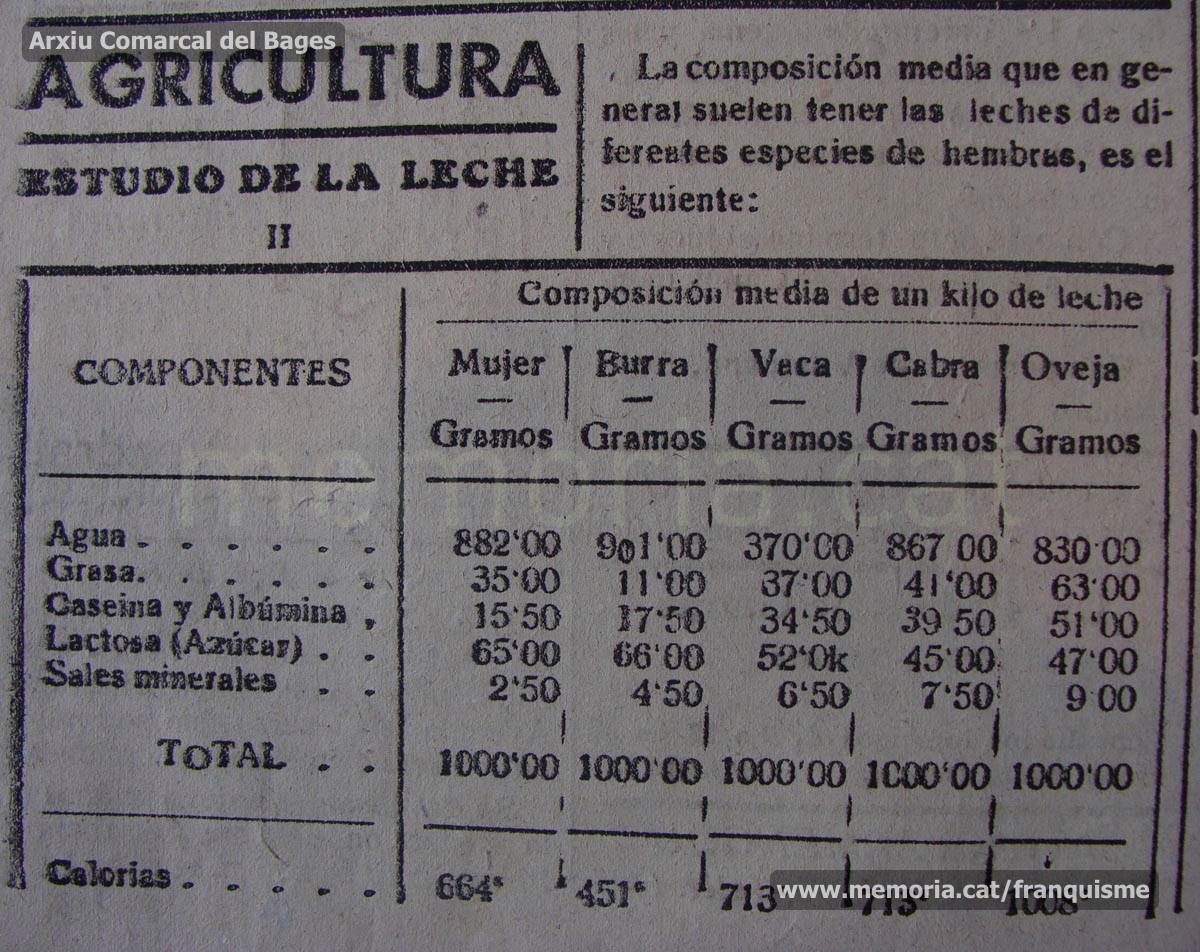 Arxiu Comarcal del Bages
AGRICULTURA
ESTUDIO DE LA LECHE
II
La composición media que en ge-
neral suelen tener las leches de di-
ferentes especies de hembras, es el
siguiente:
Composición media de un kilo de leche
COMPONENTES Mujer Burra Vaca Cabra Oveja
Gramos Gramos Gramos Gramos Gramos
memoria.cat
Agua . . . . . . 882'00 901'00 370'00 867 00 830·00
Grasa. . . . . . 35·00 11'00 37'00 41'00 63'00
Caseina y Albúmina . 15'50 17'50 34'50 39 50 51'00
Lactosa (Azúcar) . . 65'00 66'00 52'0k 45'00 47'00
Sales minerales . . 2'50 4'50 6'50 7'50 9 00
TOTAL . . 1000'00 1000'00 1000'00 1000'00 1000'00
Calorias . . . . . 664' 451' 713 1008'
www.memoria.cat/franquisme